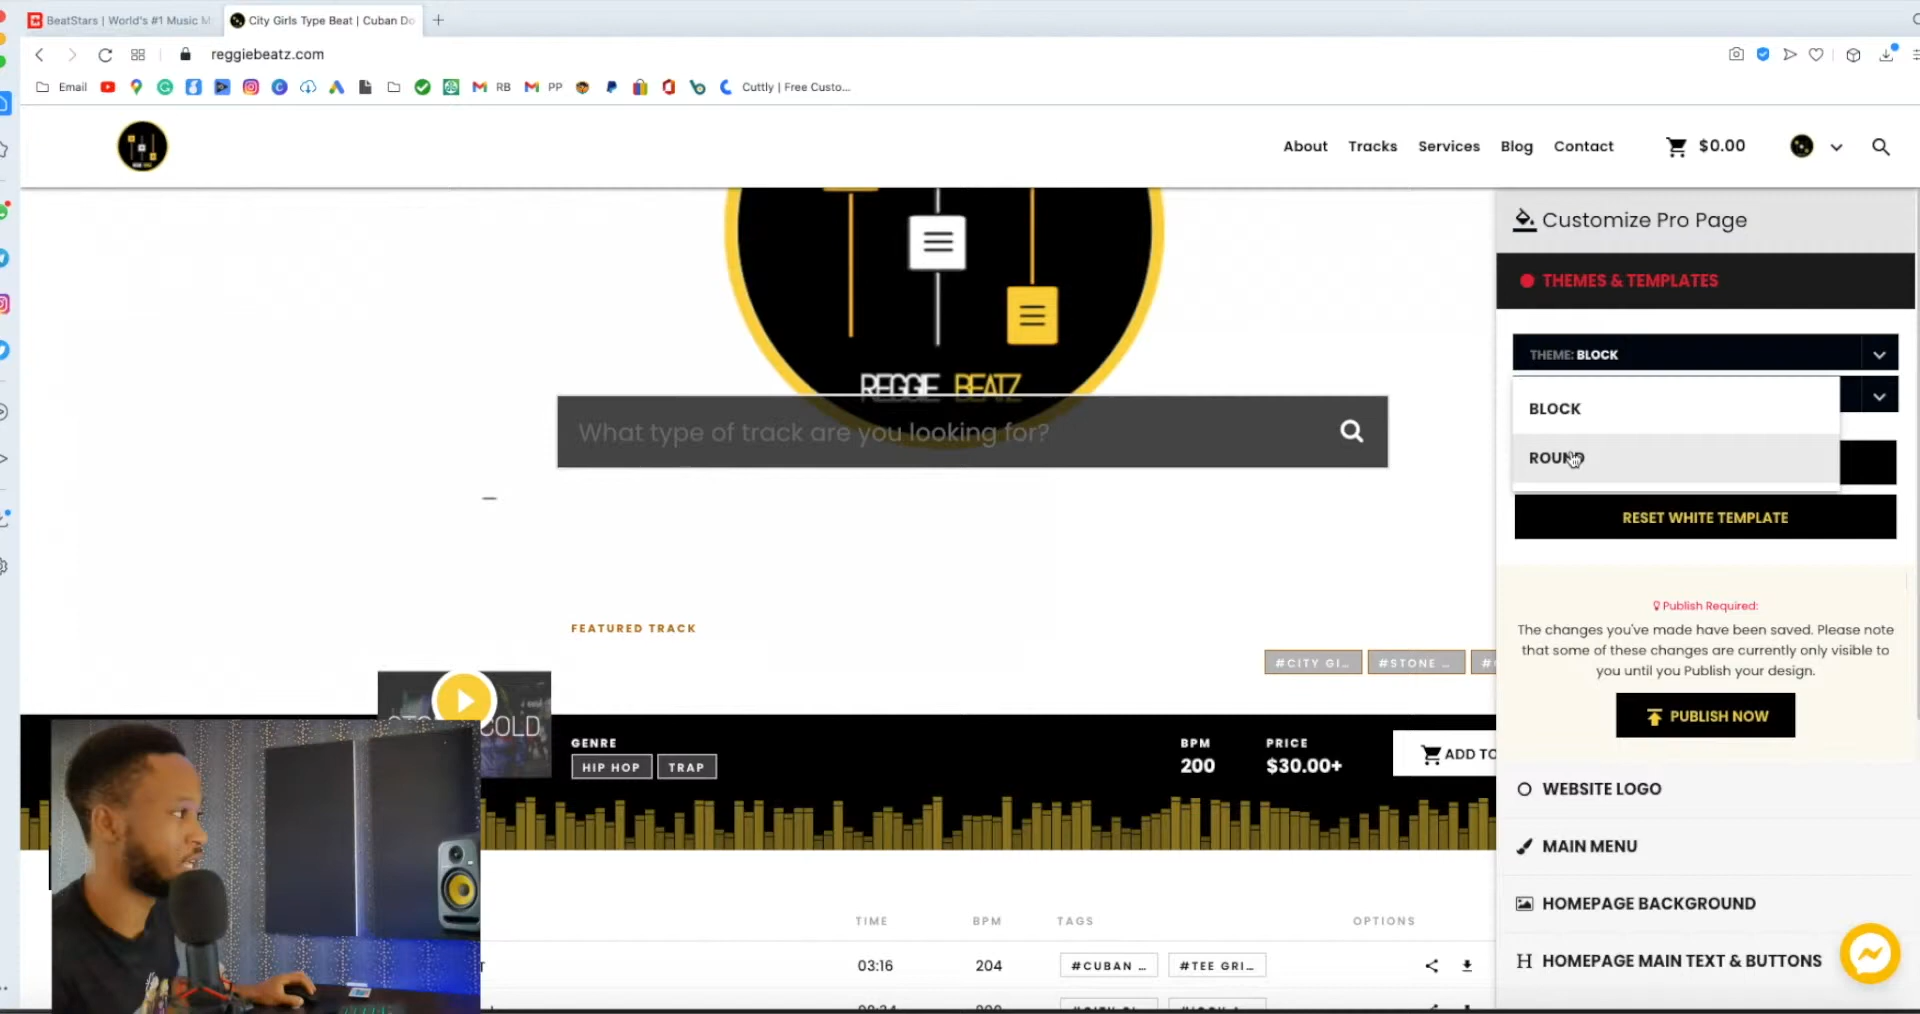 BeatStars | World's #1 Music M
City Girls Type Beat | Cuban Do
reggiebeatz.com
Email
RB
PP
Cuttly | Free Custo...
About
Tracks
Services
Blog
Contact
$0.00
REGGIE BEATZ
What type of track are you looking for?
FEATURED TRACK
#CITY GI...
#STONE ...
COLD
GENRE
HIP HOP
TRAP
BPM
200
PRICE
$30.00+
ADD TO
TIME
BPM
TAGS
OPTIONS
03:16
204
#CUBAN ...
#TEE GRI...
Customize Pro Page
THEMES & TEMPLATES
THEME: BLOCK
BLOCK
ROUND
RESET WHITE TEMPLATE
Publish Required:
The changes you've made have been saved. Please note
that some of these changes are currently only visible to
you until you Publish your design.
PUBLISH NOW
WEBSITE LOGO
MAIN MENU
HOMEPAGE BACKGROUND
H HOMEPAGE MAIN TEXT & BUTTONS